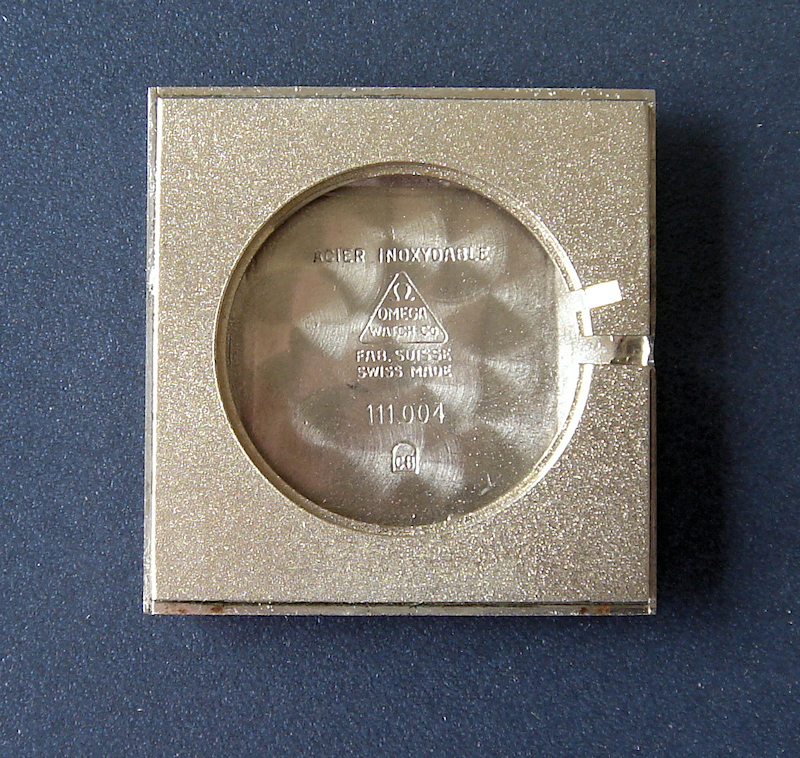 ACIER INOXYDABLE
Ω
OMEGA
WATCH Co
FAB. SUISSE
SWISS MADE
111.004